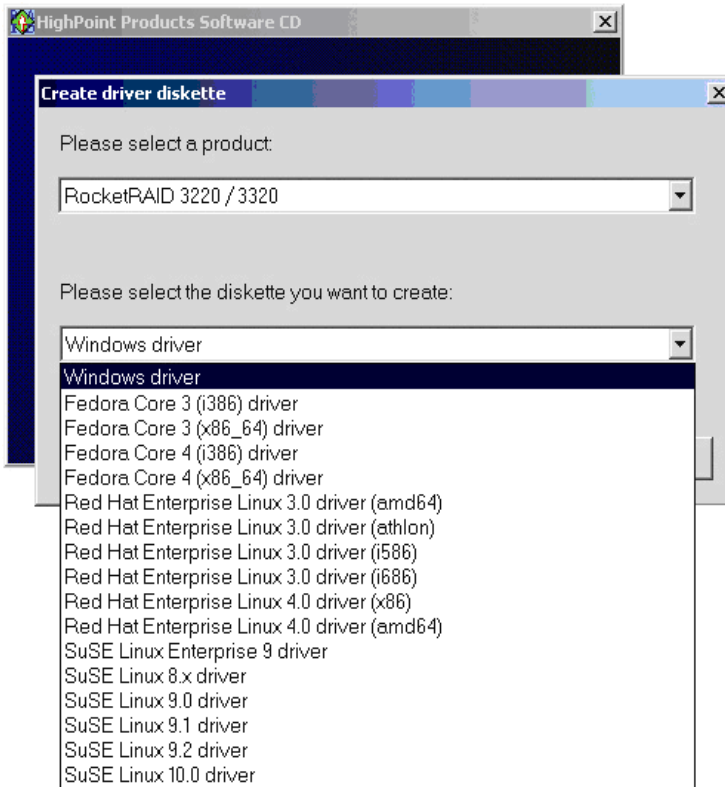 HighPoint Products Software CD
Create driver diskette
Please select a product:
RocketRAID 3220 / 3320
Please select the diskette you want to create:
Windows driver
Windows driver
Fedora Core 3 (i386) driver
Fedora Core 3 (x86_64) driver
Fedora Core 4 (i386) driver
Fedora Core 4 (x86_64) driver
Red Hat Enterprise Linux 3.0 driver (amd64)
Red Hat Enterprise Linux 3.0 driver (athlon)
Red Hat Enterprise Linux 3.0 driver (i586)
Red Hat Enterprise Linux 3.0 driver (i686)
Red Hat Enterprise Linux 4.0 driver (x86)
Red Hat Enterprise Linux 4.0 driver (amd64)
SuSE Linux Enterprise 9 driver
SuSE Linux 8.x driver
SuSE Linux 9.0 driver
SuSE Linux 9.1 driver
SuSE Linux 9.2 driver
SuSE Linux 10.0 driver